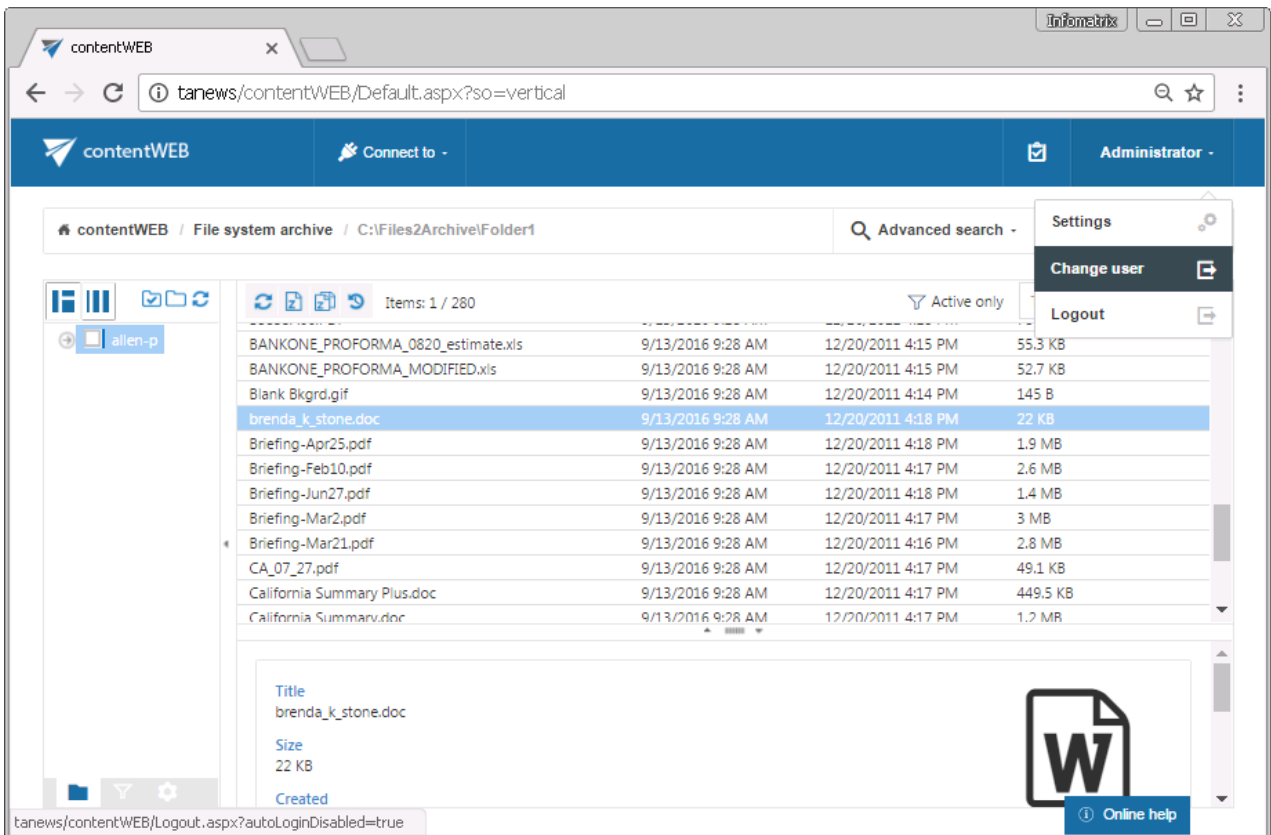 Infomatrix
contentWEB
tanews/contentWEB/Default.aspx?so=vertical
contentWEB Connect to Administrator
contentWEB / File system archive / C:\Files2Archive\Folder1 Advanced search
Settings
Change user
Logout
Items: 1 / 280 Active only
allen-p
BANKONE_PROFORMA_0820_estimate.xls 9/13/2016 9:28 AM 12/20/2011 4:15 PM 55.3 KB
BANKONE_PROFORMA_MODIFIED.xls 9/13/2016 9:28 AM 12/20/2011 4:15 PM 52.7 KB
Blank Bkgrd.gif 9/13/2016 9:28 AM 12/20/2011 4:14 PM 145 B
brenda_k_stone.doc 9/13/2016 9:28 AM 12/20/2011 4:18 PM 22 KB
Briefing-Apr25.pdf 9/13/2016 9:28 AM 12/20/2011 4:18 PM 1.9 MB
Briefing-Feb10.pdf 9/13/2016 9:28 AM 12/20/2011 4:17 PM 2.6 MB
Briefing-Jun27.pdf 9/13/2016 9:28 AM 12/20/2011 4:18 PM 1.4 MB
Briefing-Mar2.pdf 9/13/2016 9:28 AM 12/20/2011 4:17 PM 3 MB
Briefing-Mar21.pdf 9/13/2016 9:28 AM 12/20/2011 4:16 PM 2.8 MB
CA_07_27.pdf 9/13/2016 9:28 AM 12/20/2011 4:17 PM 49.1 KB
California Summary Plus.doc 9/13/2016 9:28 AM 12/20/2011 4:17 PM 449.5 KB
California Summary.doc 9/13/2016 9:28 AM 12/20/2011 4:17 PM 1.2 MB
Title
brenda_k_stone.doc
Size
22 KB
Created
W
Online help
tanews/contentWEB/Logout.aspx?autoLoginDisabled=true